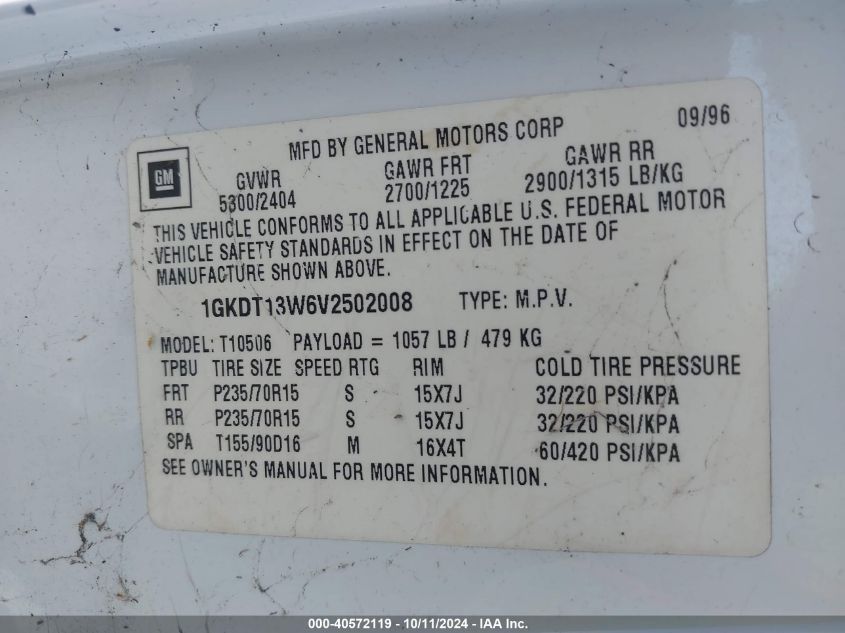 09/96
MFD BY GENERAL MOTORS CORP
GM
GVWR GAWR FRT GAWR RR
5300/2404 2700/1225 2900/1315 LB/KG
THIS VEHICLE CONFORMS TO ALL APPLICABLE U.S. FEDERAL MOTOR
VEHICLE SAFETY STANDARDS IN EFFECT ON THE DATE OF
MANUFACTURE SHOWN ABOVE.
1GKDT13W6V2502008 TYPE: M.P.V.
MODEL: T10506 PAYLOAD = 1057 LB / 479 KG
TPBU TIRE SIZE SPEED RTG RIM COLD TIRE PRESSURE
FRT P235/70R15 S 15X7J 32/220 PSI/KPA
RR P235/70R15 S 15X7J 32/220 PSI/KPA
SPA T155/90D16 M 16X4T 60/420 PSI/KPA
SEE OWNER'S MANUAL FOR MORE INFORMATION.
000-40572119 - 10/11/2024 - IAA Inc.